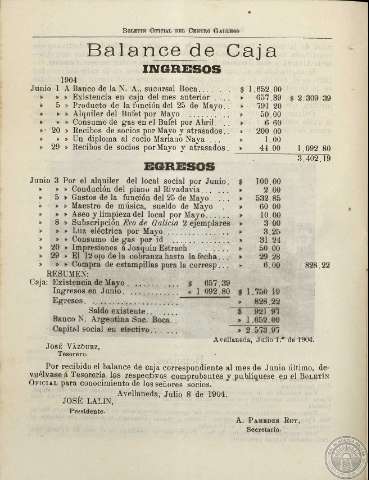 BOLETIN OFICIAL DEL CENTRO GALLEGO
Balance de Caja
INGRESOS
1904
Junio 1 A Banco de la N. A., sucursal Boca....... $ 1.652.00
» » » Existencia en caja del mes anterior.... » 657.39 $ 2 309.39
» 5 » Producto de la función del 25 de Mayo... » 791 20
» » » Alquiler del Bufet por Mayo........ » 50 00
» » » Consumo de gas en el Bufet por Abril.. » 6 60
» 20 » Recibos de socios por Mayo y atrasados.. » 200 00
» » Un diploma el socio Mariano Naya...... » 1 00
» 29 » Recibos de socios por Mayo y atrasados. » 44 00 1,092 80
3,402,19
EGRESOS
Junio 3 Por el alquiler del local social por Junio. $ 100,00
» » » Condución del piano al Rivadavia....... » 2 00
» 5 » Gastos de la función del 25 de Mayo.... » 532.85
» » » Maestro de música, sueldo de Mayo.... » 60 00
» » » Aseo y limpieza del local por Mayo..... » 10 00
» 8 » Subscripción Eco de Galicia 2 ejemplares » 3 00
» » » Luz eléctrica por Mayo............ » 3,25
» » » Consumo de gas por id............. » 31 24
» 20 » Impresiones á Joaquin Estrach........ » 50 00
» 29 » El 12 ojo de la cobranza hasta la fecha... » 29 28
» » » Compra de estampillas para la corresp... » 6.00 828,22
RESUMEN:
Caja: Existencia de Mayo....... $ 657,39
Ingresos en Junio....... » 1 092 80 $ 1.750 19
Egresos........... » 828,22
Saldo existente.......... $ 921 97
Banco N. Argentina Suc. Boca......... » 1,652 00
Capital social en efectivo....... » 2 573,97
Avellaneda, Julio 1.º de 1904.
JOSÉ VÁZQUEZ,
Tesorero.
Por recibido el balance de caja correspondiente al mes de Junio último, de-
vuélvase á Tesorería los respectivos comprobantes y publíquese en el BOLETIN
OFICIAL para conocimiento de los señores socios.
Avellaneda, Julio 8 de 1904.
JOSÉ LALIN,
Presidente.
A. PAREDES REY,
Secretario.